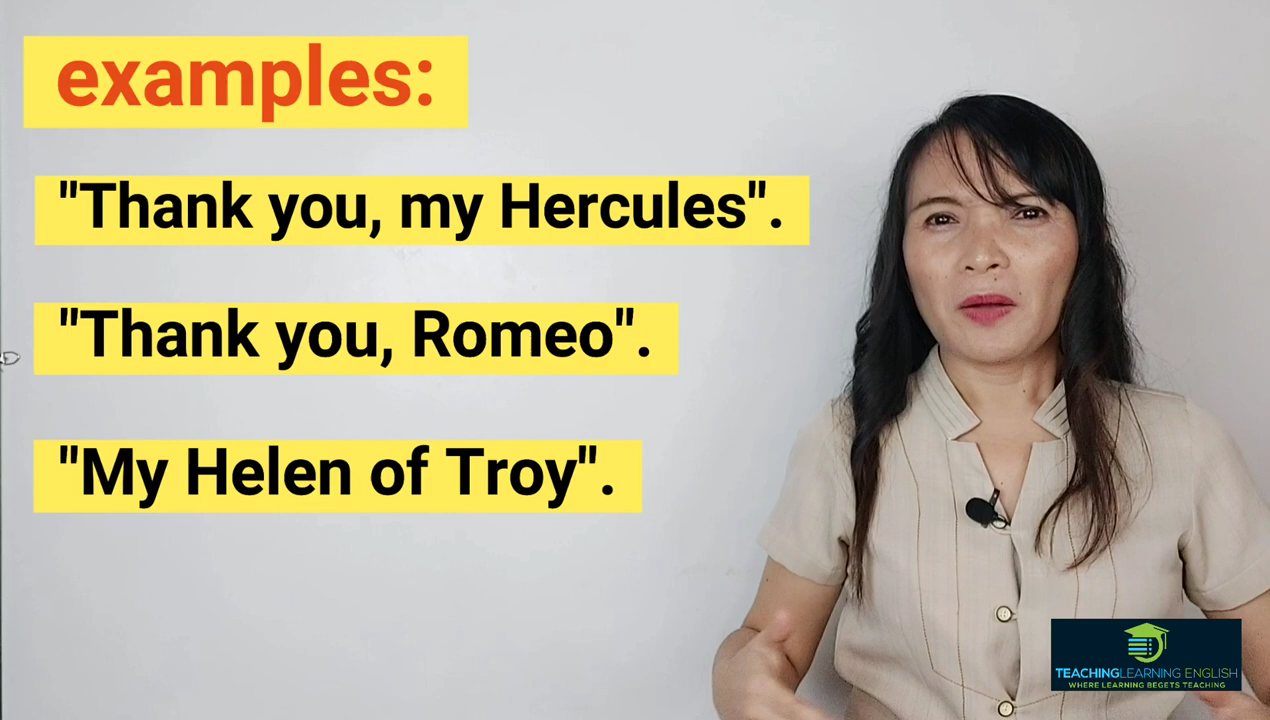 examples:
"Thank you, my Hercules".
"Thank you, Romeo".
"My Helen of Troy".
TEACHINGLEARNING ENGLISH
WHERE LEARNING BEGETS TEACHING